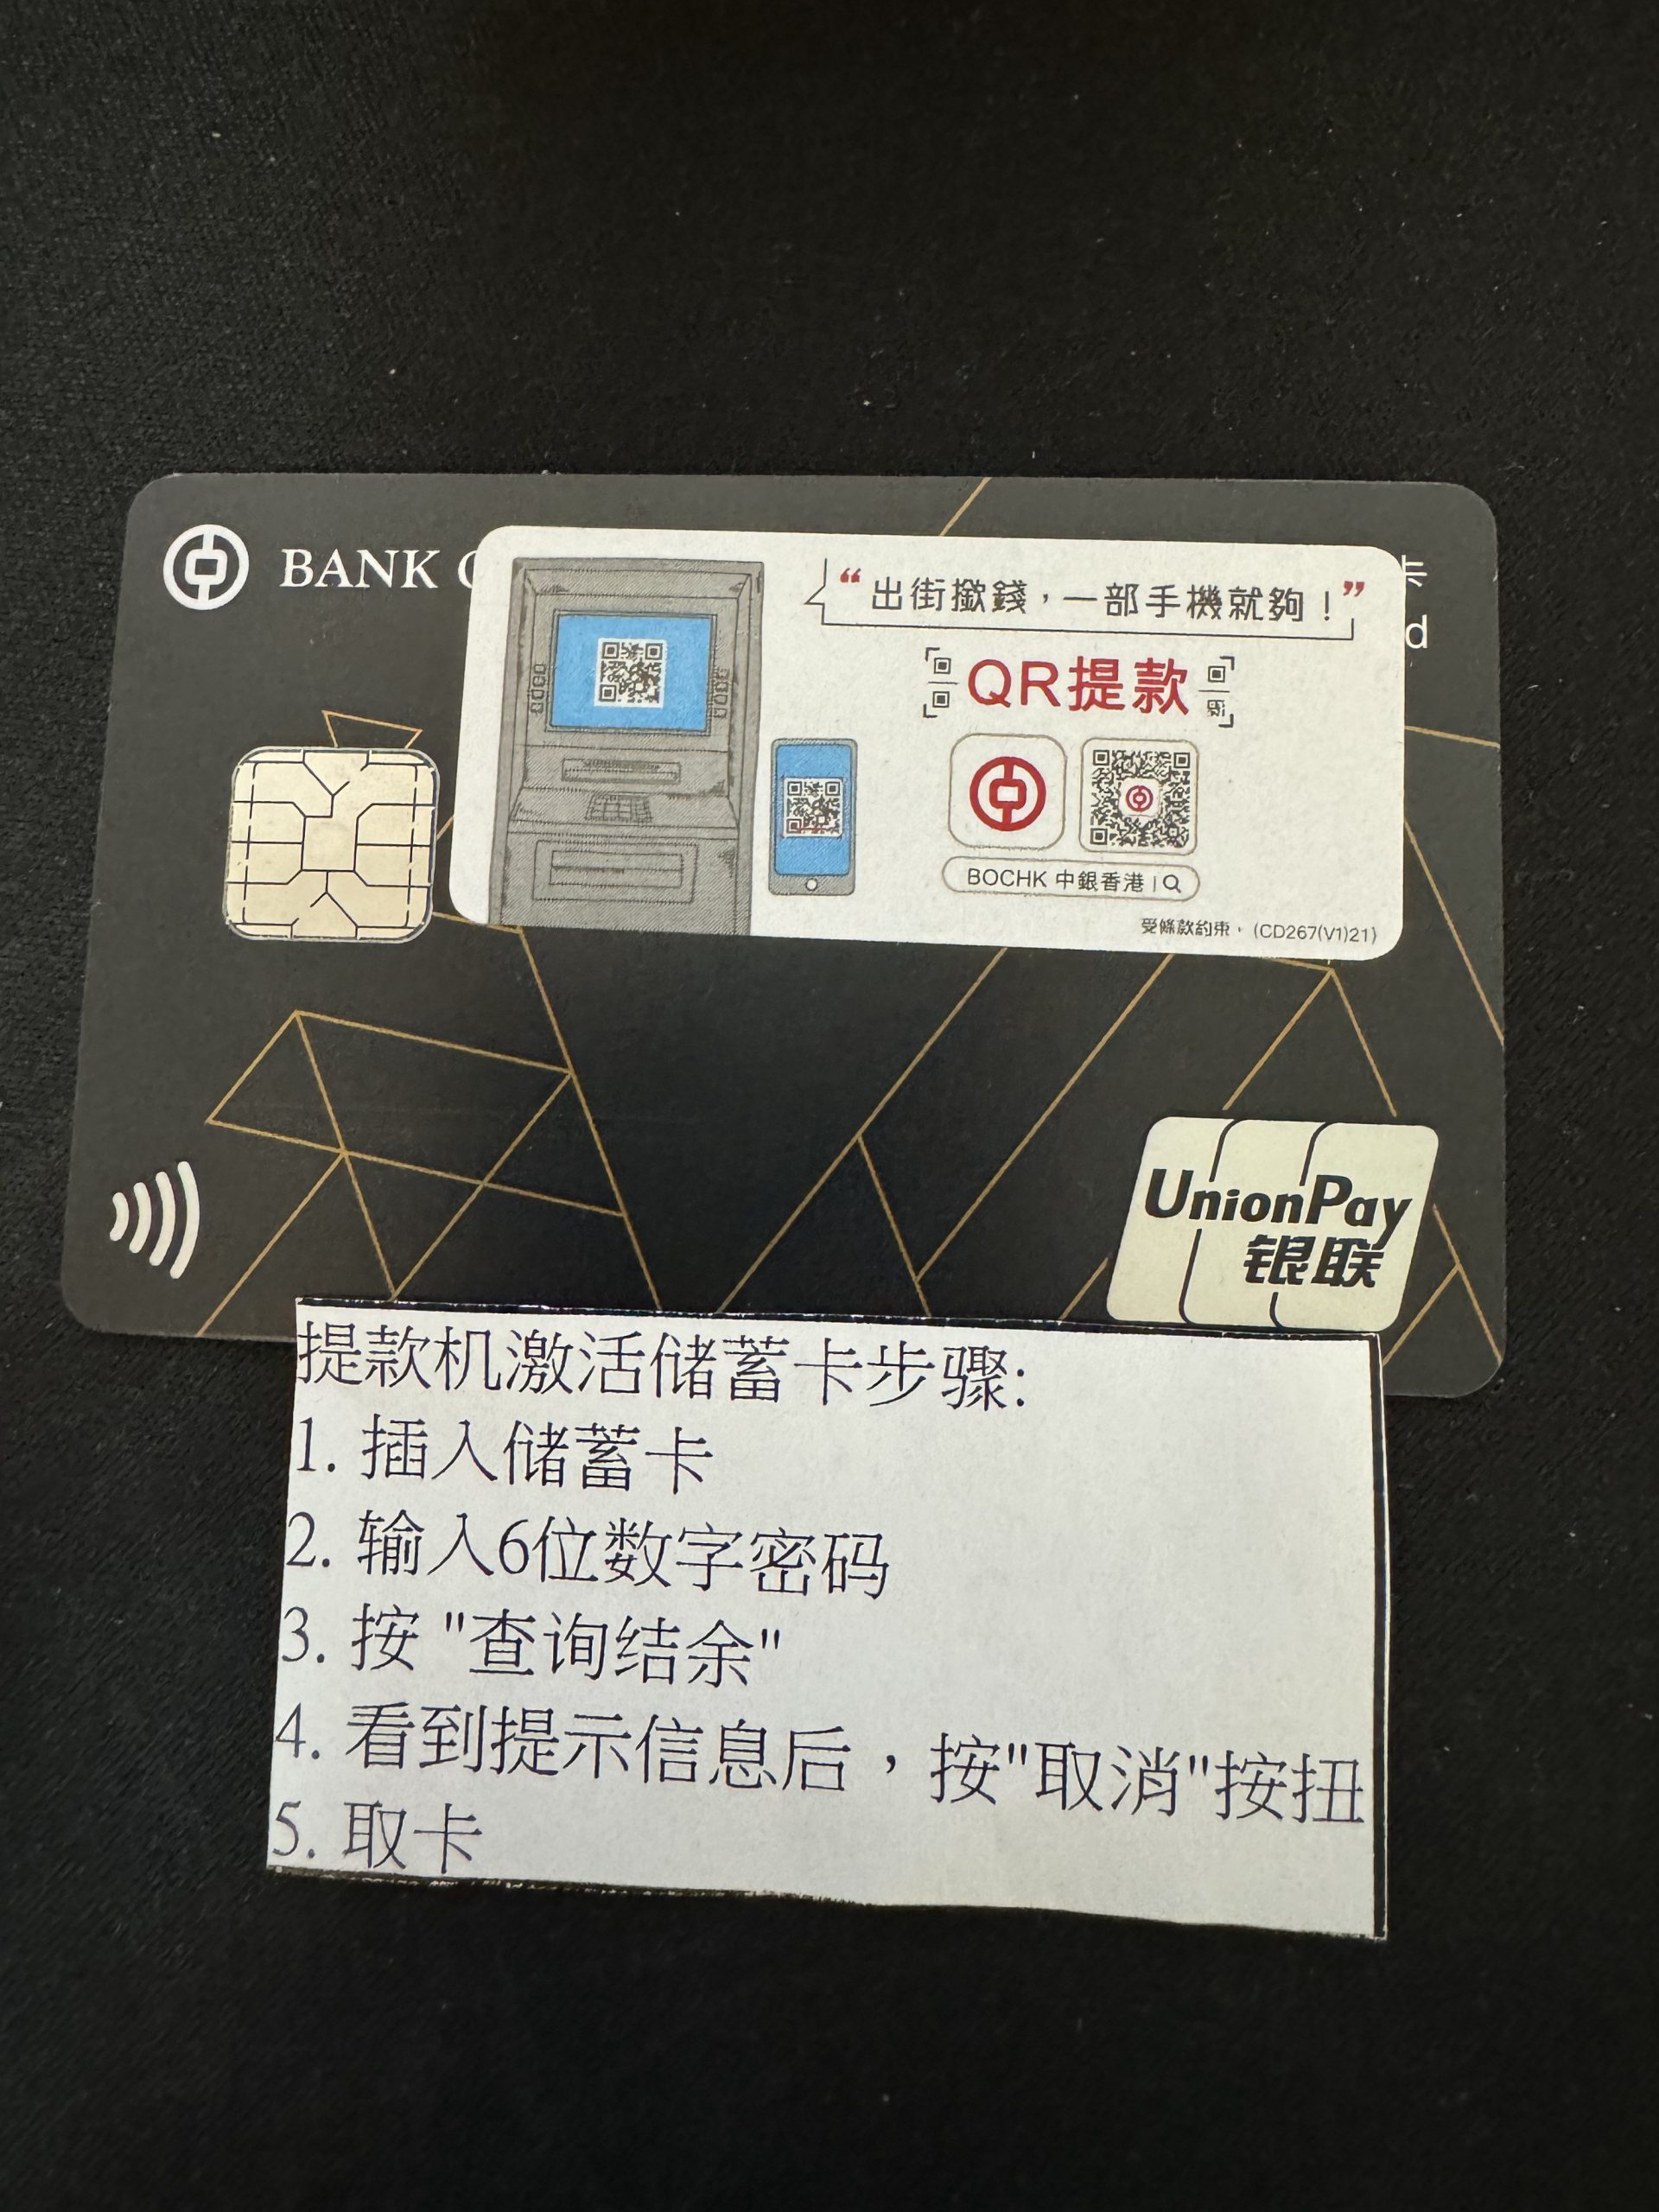 BANK
卡
d
“出街撳錢，一部手機就夠！”
QR提款
BOCHK 中銀香港
受條款約束。 (CD267(V1)21)
UnionPay
银联
提款机激活储蓄卡步骤:
1. 插入储蓄卡
2. 输入6位数字密码
3. 按 "查询结余"
4. 看到提示信息后，按"取消"按扭
5. 取卡